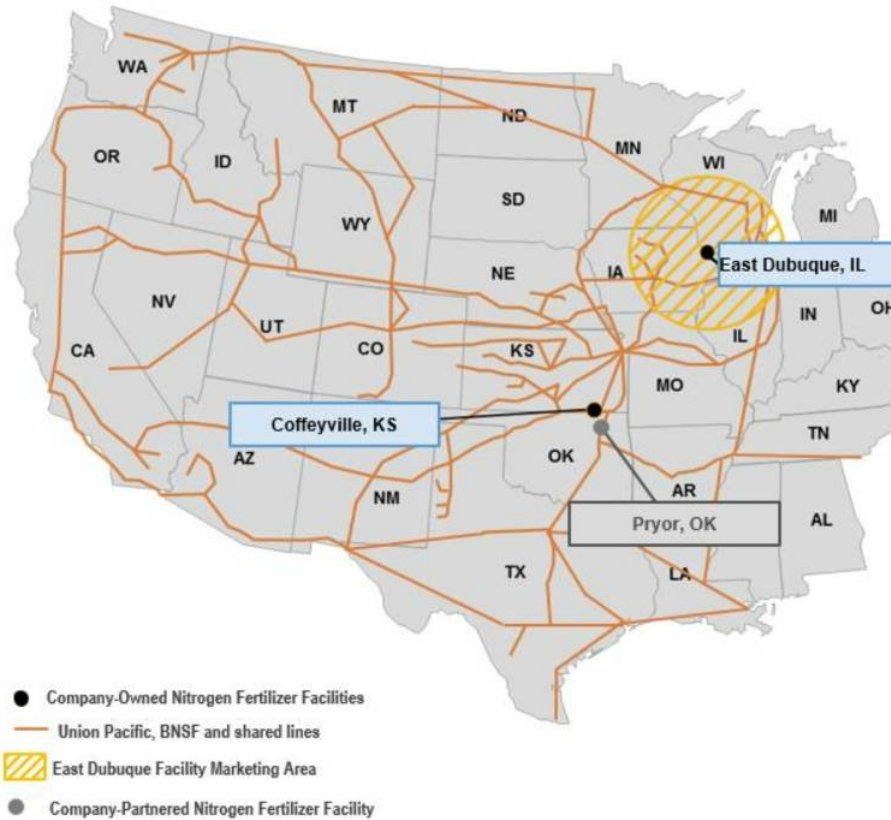 WA
MT
ND
MN
WI
OR
ID
SD
MI
WY
IA
East Dubuque, IL
NE
NV
IN
OH
UT
IL
CO
KS
CA
MO
KY
Coffeyville, KS
TN
AZ
OK
NM
AR
Pryor, OK
AL
TX
LA
Company-Owned Nitrogen Fertilizer Facilities
Union Pacific, BNSF and shared lines
East Dubuque Facility Marketing Area
Company-Partnered Nitrogen Fertilizer Facility